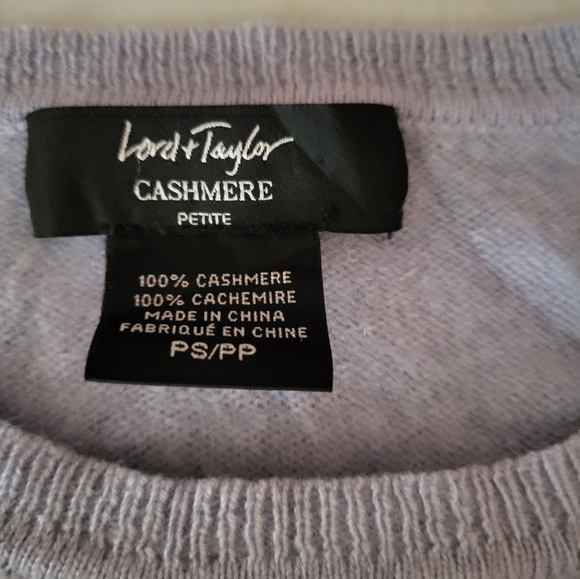 Lord + Taylor
CASHMERE
PETITE
100% CASHMERE
100% CACHEMIRE
MADE IN CHINA
FABRIQUÉ EN CHINE
PS/PP